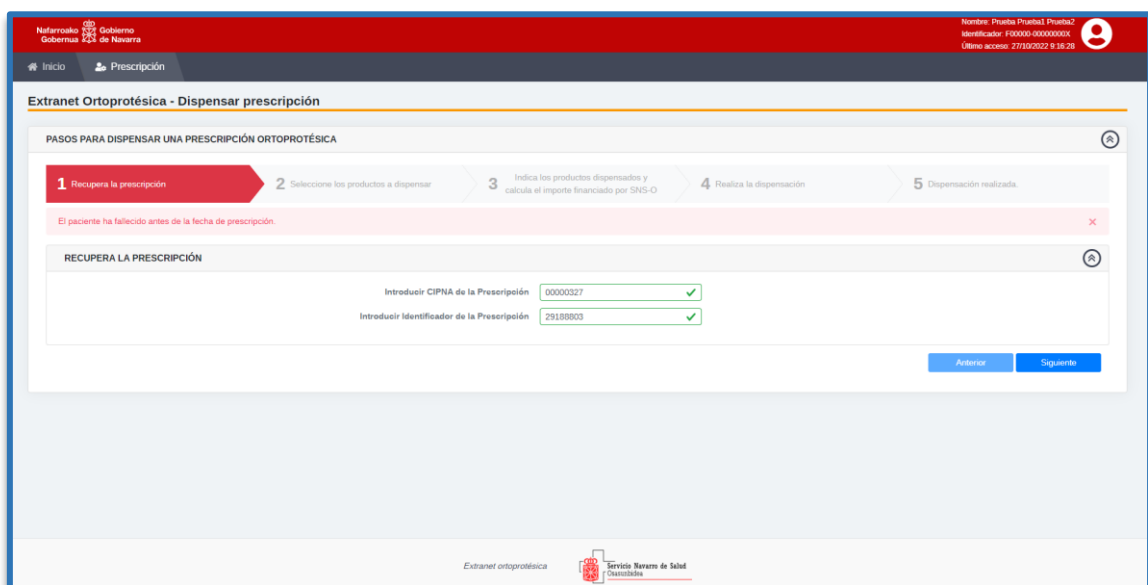 Nafarroako Gobierno
Gobernua de Navarra
Nombre: Prueba Prueba1 Prueba2
Identificador: F00000-00000000X
Último acceso: 27/10/2022 9:16:28
Inicio
Prescripción
Extranet Ortoprotésica - Dispensar prescripción
PASOS PARA DISPENSAR UNA PRESCRIPCIÓN ORTOPROTÉSICA
1 Recupera la prescripción
2 Seleccione los productos a dispensar
3 Indica los productos dispensados y
calcula el importe financiado por SNS-O
4 Realiza la dispensación
5 Dispensación realizada.
El paciente ha fallecido antes de la fecha de prescripción.
RECUPERA LA PRESCRIPCIÓN
Introducir CIPNA de la Prescripción 00000327
Introducir Identificador de la Prescripción 29188803
Anterior
Siguiente
Extranet ortoprotésica
Servicio Navarro de Salud
Osasunbidea